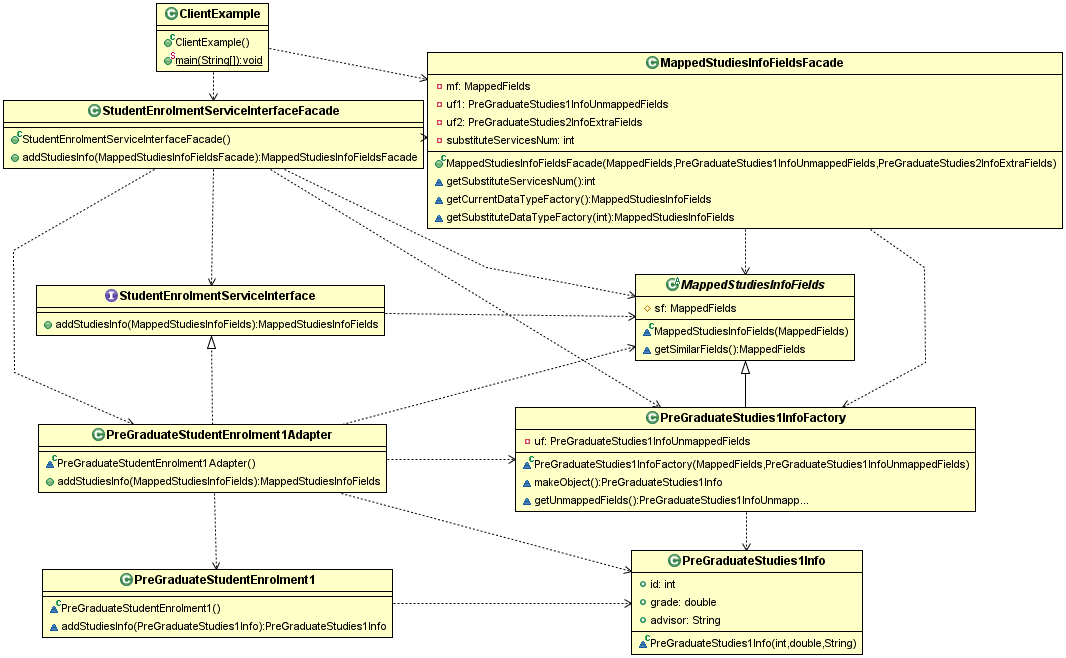 ClientExample
ClientExample()
main(String[]):void
MappedStudiesInfoFieldsFacade
mf: MappedFields
uf1: PreGraduateStudies1InfoUnmappedFields
uf2: PreGraduateStudies2InfoExtraFields
substituteServicesNum: int
MappedStudiesInfoFieldsFacade(MappedFields,PreGraduateStudies1InfoUnmappedFields,PreGraduateStudies2InfoExtraFields)
getSubstituteServicesNum():int
getCurrentDataTypeFactory():MappedStudiesInfoFields
getSubstituteDataTypeFactory(int):MappedStudiesInfoFields
StudentEnrolmentServiceInterfaceFacade
StudentEnrolmentServiceInterfaceFacade()
addStudiesInfo(MappedStudiesInfoFieldsFacade):MappedStudiesInfoFieldsFacade
StudentEnrolmentServiceInterface
addStudiesInfo(MappedStudiesInfoFields):MappedStudiesInfoFields
MappedStudiesInfoFields
sf: MappedFields
MappedStudiesInfoFields(MappedFields)
getSimilarFields():MappedFields
PreGraduateStudentEnrolment1Adapter
PreGraduateStudentEnrolment1Adapter()
addStudiesInfo(MappedStudiesInfoFields):MappedStudiesInfoFields
PreGraduateStudies1InfoFactory
uf: PreGraduateStudies1InfoUnmappedFields
PreGraduateStudies1InfoFactory(MappedFields,PreGraduateStudies1InfoUnmappedFields)
makeObject():PreGraduateStudies1Info
getUnmappedFields():PreGraduateStudies1InfoUnmapp...
PreGraduateStudentEnrolment1
PreGraduateStudentEnrolment1()
addStudiesInfo(PreGraduateStudies1Info):PreGraduateStudies1Info
PreGraduateStudies1Info
id: int
grade: double
advisor: String
PreGraduateStudies1Info(int,double,String)